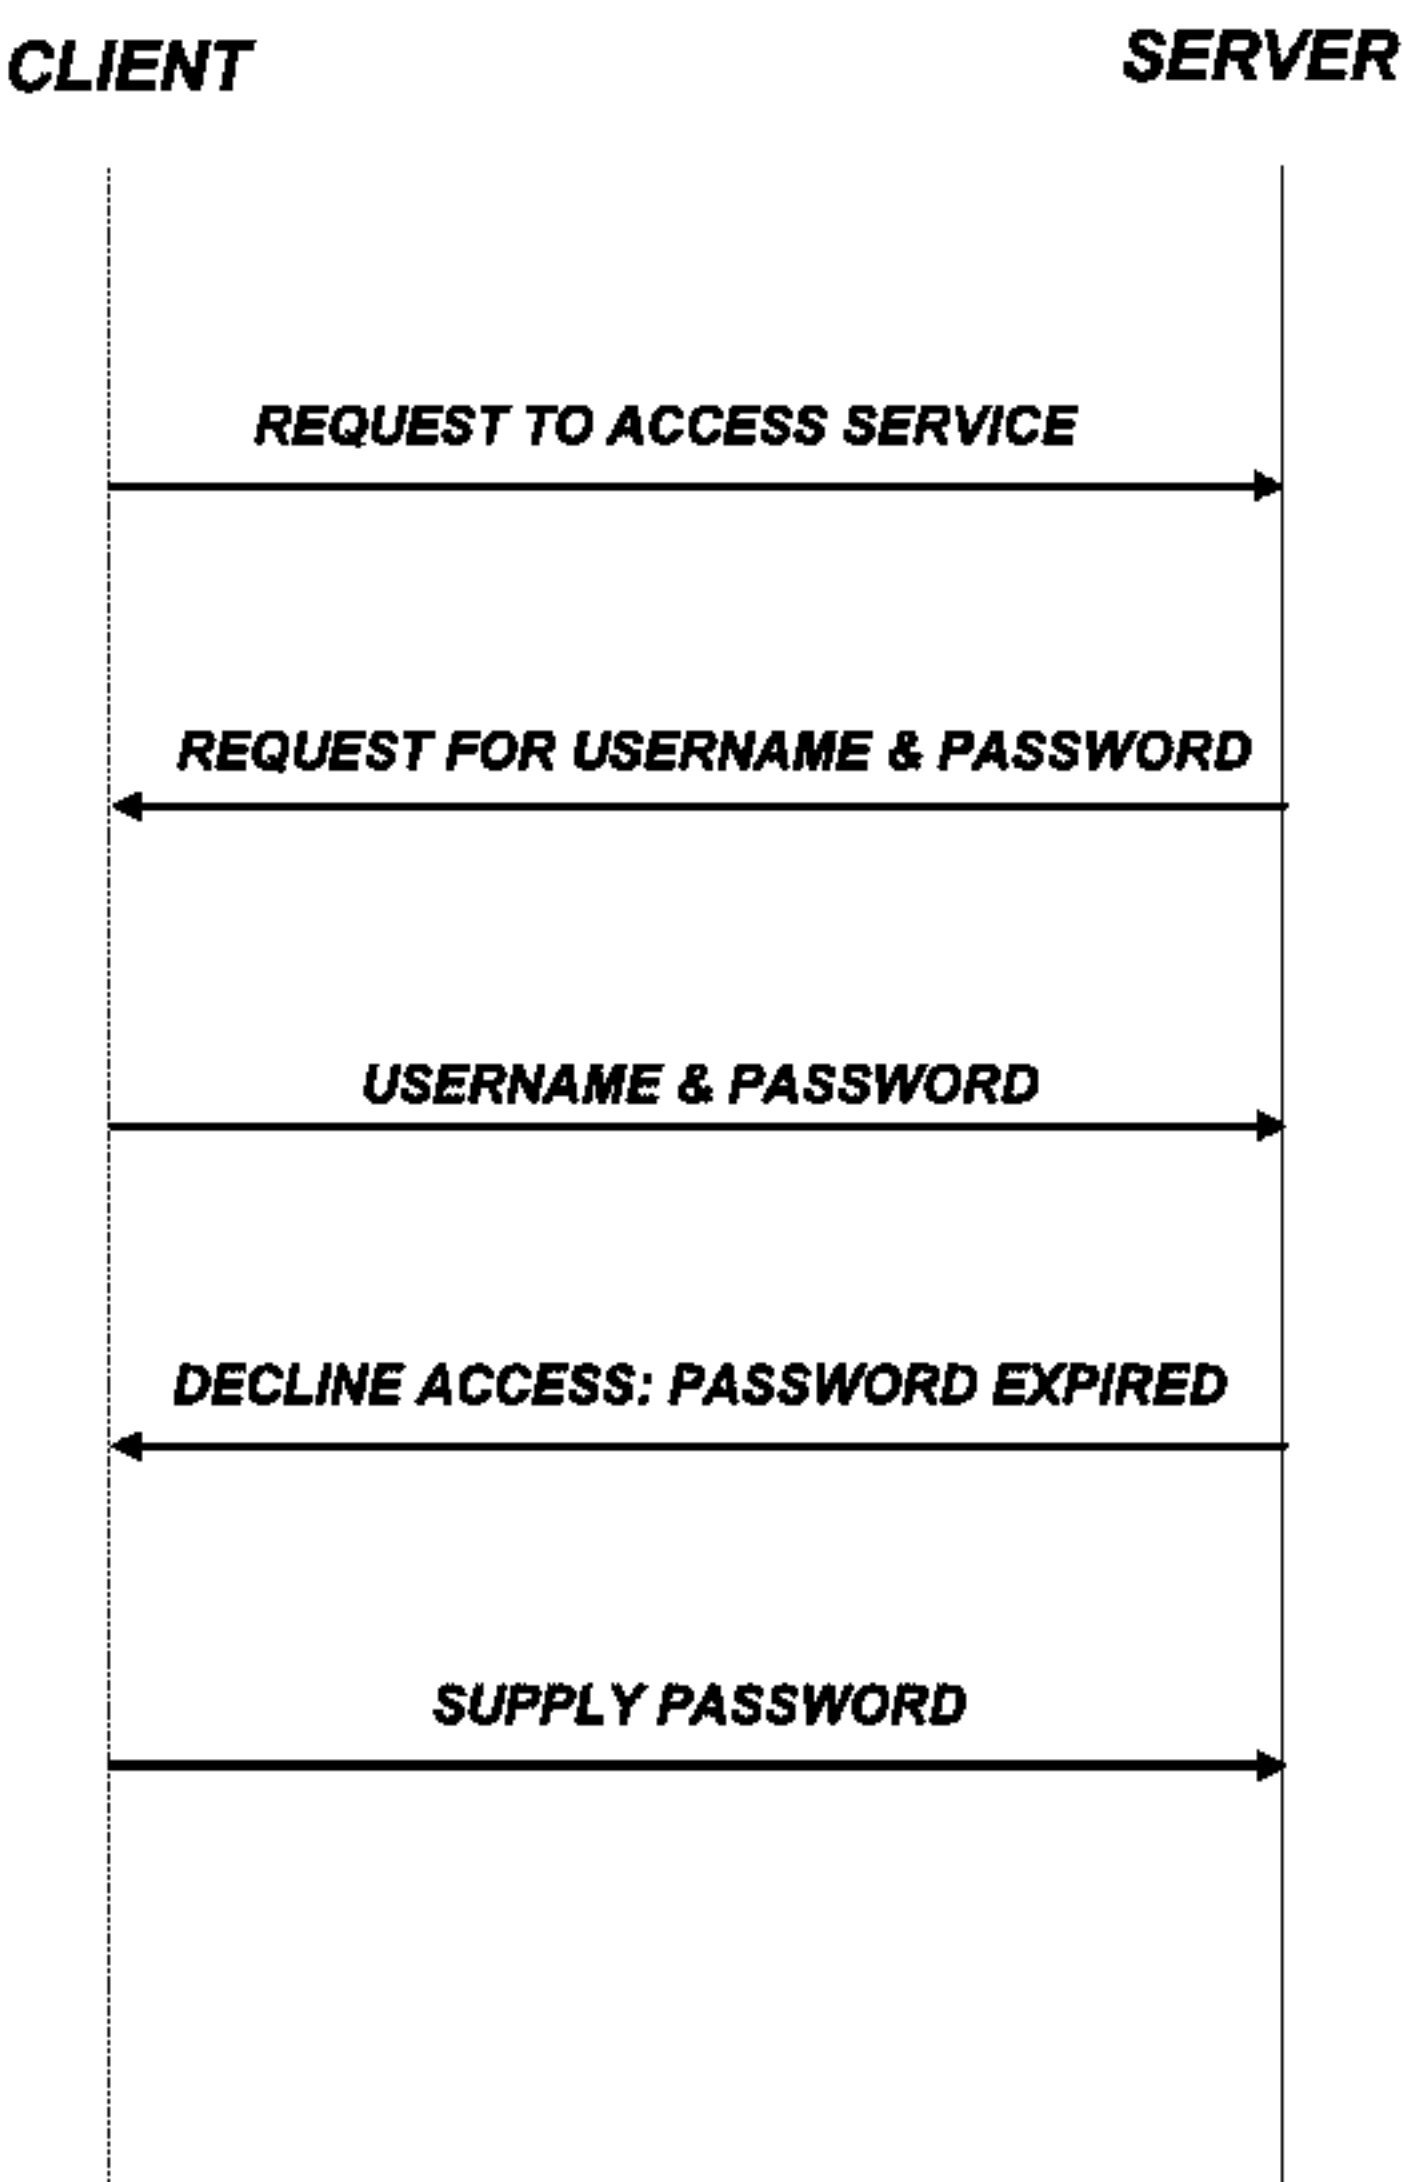 CLIENT
SERVER
REQUEST TO ACCESS SERVICE
REQUEST FOR USERNAME & PASSWORD
USERNAME & PASSWORD
DECLINE ACCESS: PASSWORD EXPIRED
SUPPLY PASSWORD